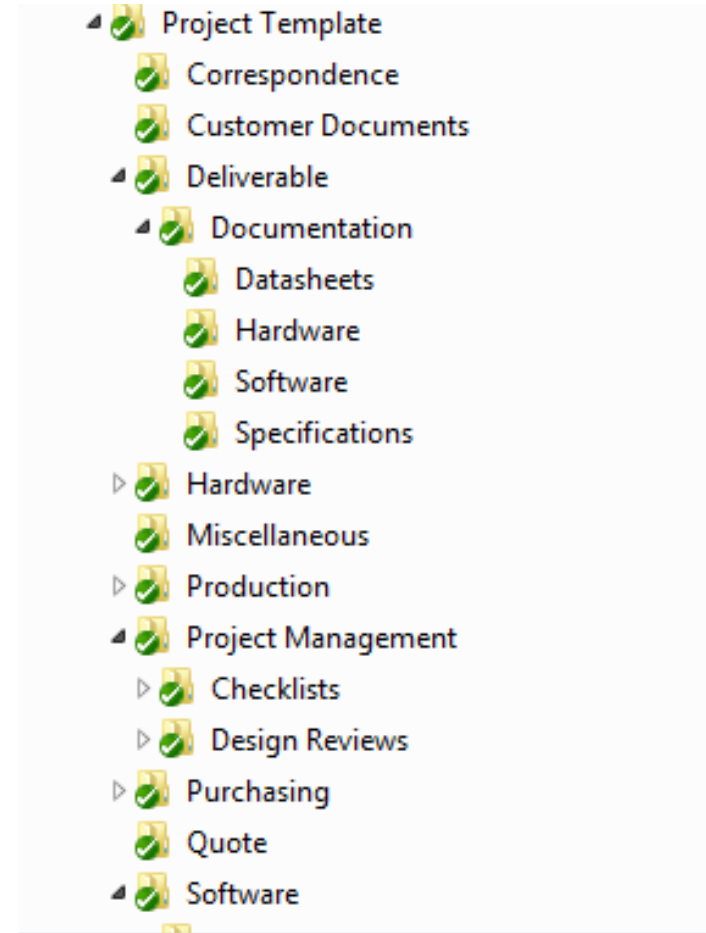 Project Template
Correspondence
Customer Documents
Deliverable
Documentation
Datasheets
Hardware
Software
Specifications
Hardware
Miscellaneous
Production
Project Management
Checklists
Design Reviews
Purchasing
Quote
Software